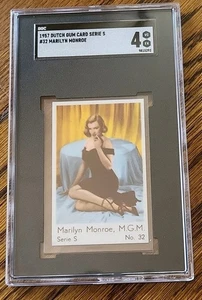 SGC
1957 DUTCH GUM CARD SERIE S
#32 MARILYN MONROE
4
Marilyn Monroe, M.G.M
Serie S No. 32